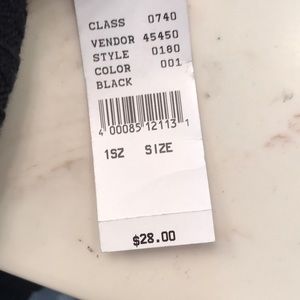 CLASS 0740
VENDOR 45450
STYLE 0180
COLOR 001
BLACK
4 00085 12113 1
1SZ SIZE
$28.00